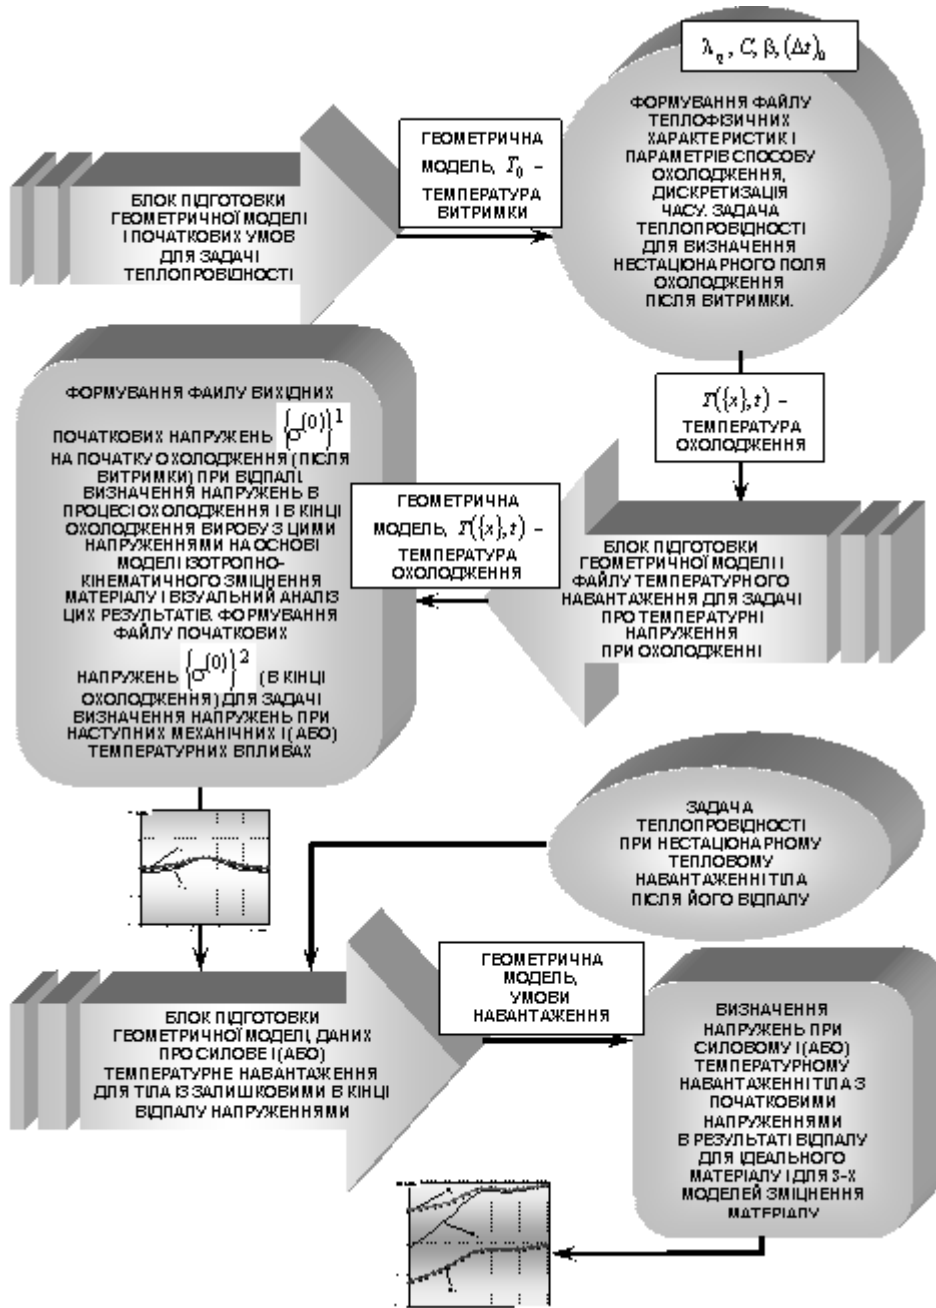 λ_q, C, β, (Δt)_0
ФОРМУВАННЯ ФАЙЛУ
ТЕПЛОФІЗИЧНИХ
ХАРАКТЕРИСТИК І
ПАРАМЕТРІВ СПОСОБУ
ОХОЛОДЖЕННЯ,
ДИСКРЕТИЗАЦІЯ
ЧАСУ. ЗАДАЧА
ТЕПЛОПРОВІДНОСТІ
ДЛЯ ВИЗНАЧЕННЯ
НЕСТАЦІОНАРНОГО ПОЛЯ
ОХОЛОДЖЕННЯ
ПІСЛЯ ВИТРИМКИ.
ГЕОМЕТРИЧНА
МОДЕЛЬ, T_0 –
ТЕМПЕРАТУРА
ВИТРИМКИ
БЛОК ПІДГОТОВКИ
ГЕОМЕТРИЧНОЇ МОДЕЛІ
І ПОЧАТКОВИХ УМОВ
ДЛЯ ЗАДАЧІ
ТЕПЛОПРОВІДНОСТІ
T({x},t) –
ТЕМПЕРАТУРА
ОХОЛОДЖЕННЯ
БЛОК ПІДГОТОВКИ
ГЕОМЕТРИЧНОЇ МОДЕЛІ І
ФАЙЛУ ТЕМПЕРАТУРНОГО
НАВАНТАЖЕННЯ ДЛЯ ЗАДАЧІ
ПРО ТЕМПЕРАТУРНІ
НАПРУЖЕННЯ
ПРИ ОХОЛОДЖЕННІ
ГЕОМЕТРИЧНА
МОДЕЛЬ, T({x},t) –
ТЕМПЕРАТУРА
ОХОЛОДЖЕННЯ
ФОРМУВАННЯ ФАЙЛУ ВИХІДНИХ
ПОЧАТКОВИХ НАПРУЖЕНЬ {σ^(0)}^1
НА ПОЧАТКУ ОХОЛОДЖЕННЯ (ПІСЛЯ
ВИТРИМКИ) ПРИ ВІДПАЛІ.
ВИЗНАЧЕННЯ НАПРУЖЕНЬ В
ПРОЦЕСІ ОХОЛОДЖЕННЯ І В КІНЦІ
ОХОЛОДЖЕННЯ ВИРОБУ З ЦИМИ
НАПРУЖЕННЯМИ НА ОСНОВІ
МОДЕЛІ ІЗОТРОПНО-
КІНЕМАТИЧНОГО ЗМІЦНЕННЯ
МАТЕРІАЛУ І ВІЗУАЛЬНИЙ АНАЛІЗ
ЦИХ РЕЗУЛЬТАТІВ. ФОРМУВАННЯ
ФАЙЛУ ПОЧАТКОВИХ
НАПРУЖЕНЬ {σ^(0)}^2 (В КІНЦІ
ОХОЛОДЖЕННЯ) ДЛЯ ЗАДАЧІ
ВИЗНАЧЕННЯ НАПРУЖЕНЬ ПРИ
НАСТУПНИХ МЕХАНІЧНИХ І (АБО)
ТЕМПЕРАТУРНИХ ВПЛИВАХ
ЗАДАЧА
ТЕПЛОПРОВІДНОСТІ
ПРИ НЕСТАЦІОНАРНОМУ
ТЕПЛОВОМУ
НАВАНТАЖЕННІ ТІЛА
ПІСЛЯ ЙОГО ВІДПАЛУ
БЛОК ПІДГОТОВКИ
ГЕОМЕТРИЧНОЇ МОДЕЛІ, ДАНИХ
ПРО СИЛОВЕ І (АБО)
ТЕМПЕРАТУРНЕ НАВАНТАЖЕННЯ
ДЛЯ ТІЛА ІЗ ЗАЛИШКОВИМИ В КІНЦІ
ВІДПАЛУ НАПРУЖЕННЯМИ
ГЕОМЕТРИЧНА
МОДЕЛЬ,
УМОВИ
НАВАНТАЖЕННЯ
ВИЗНАЧЕННЯ
НАПРУЖЕНЬ ПРИ
СИЛОВОМУ І (АБО)
ТЕМПЕРАТУРНОМУ
НАВАНТАЖЕННІ ТІЛА З
ПОЧАТКОВИМИ
НАПРУЖЕННЯМИ
В РЕЗУЛЬТАТІ ВІДПАЛУ
ДЛЯ ІДЕАЛЬНОГО
МАТЕРІАЛУ І ДЛЯ 3-Х
МОДЕЛЕЙ ЗМІЦНЕННЯ
МАТЕРІАЛУ